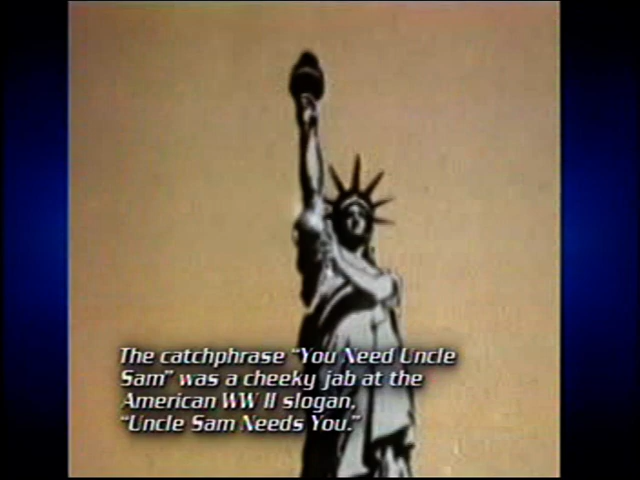 The catchphrase "You Need Uncle
Sam" was a cheeky jab at the
American WW II slogan,
"Uncle Sam Needs You."